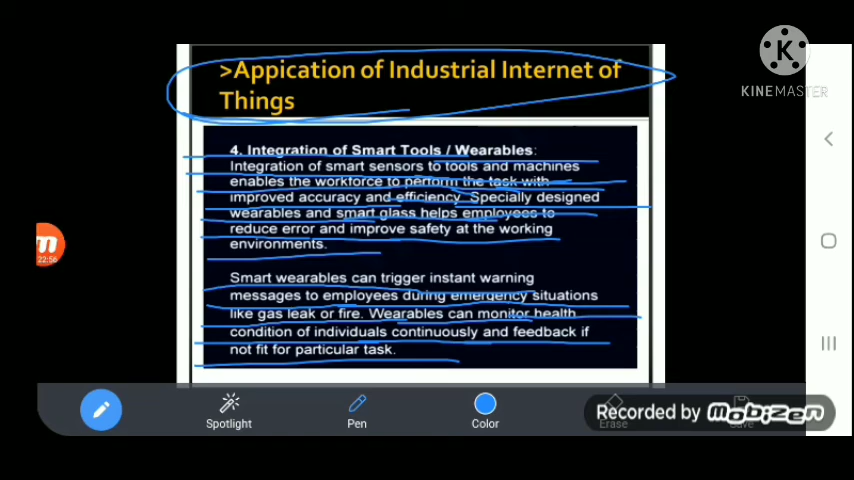 >Appication of Industrial Internet of
Things
KINEMASTER
4. Integration of Smart Tools / Wearables:
Integration of smart sensors to tools and machines
enables the workforce to perform the task with
improved accuracy and efficiency. Specially designed
wearables and smart glass helps employees to
reduce error and improve safety at the working
environments.
Smart wearables can trigger instant warning
messages to employees during emergency situations
like gas leak or fire. Wearables can monitor health
condition of individuals continuously and feedback if
not fit for particular task.
22:56
Spotlight
Pen
Color
Erase
Save
Recorded by mobizen